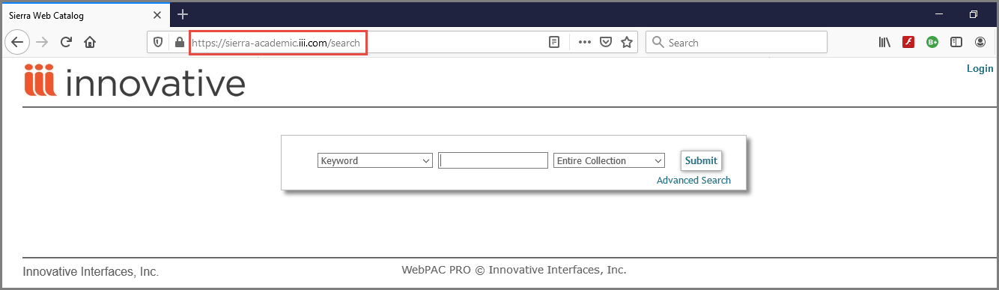 Sierra Web Catalog
https://sierra-academic.iii.com/search
Search
iii innovative
Login
Keyword
Entire Collection
Submit
Advanced Search
Innovative Interfaces, Inc.
WebPAC PRO © Innovative Interfaces, Inc.